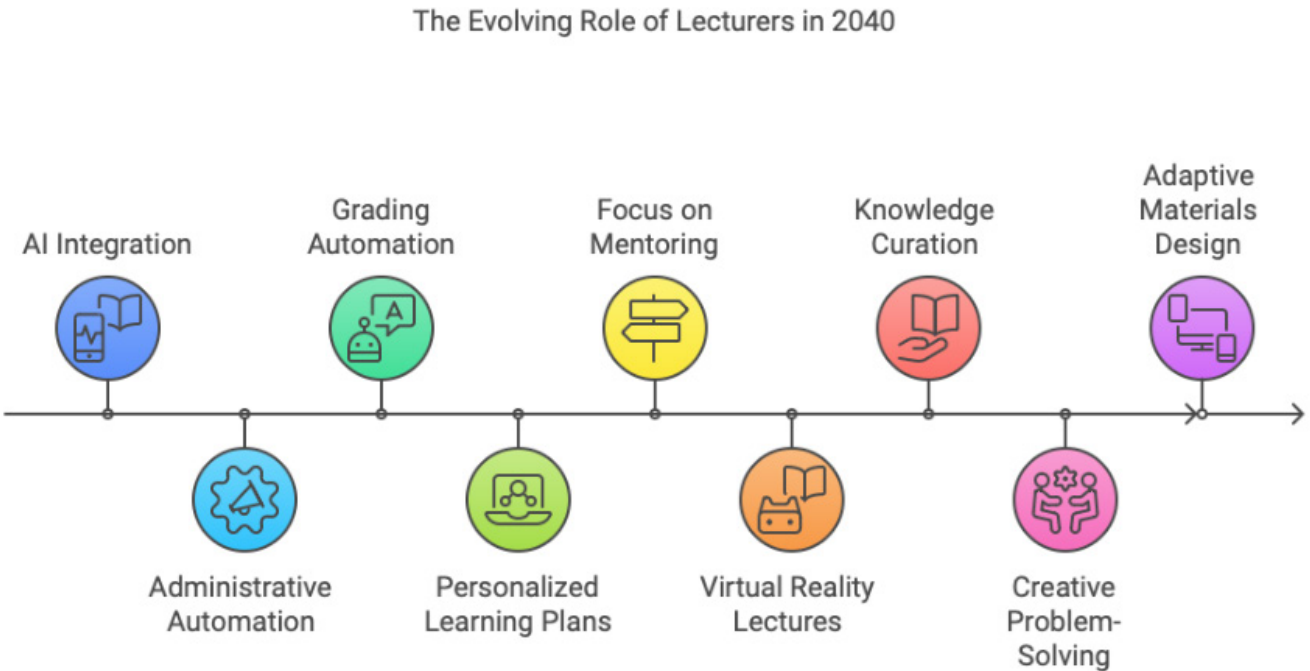 The Evolving Role of Lecturers in 2040
AI Integration
Administrative
Automation
Grading
Automation
A
Personalized
Learning Plans
Focus on
Mentoring
Virtual Reality
Lectures
Knowledge
Curation
Creative
Problem-
Solving
Adaptive
Materials
Design